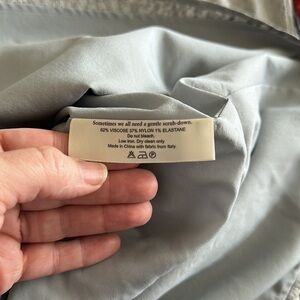 Sometimes we all need a gentle scrub-down.
62% VISCOSE 37% NYLON 1% ELASTANE
Do not bleach.
Low iron. Dry clean only.
Made in China with fabric from Italy.